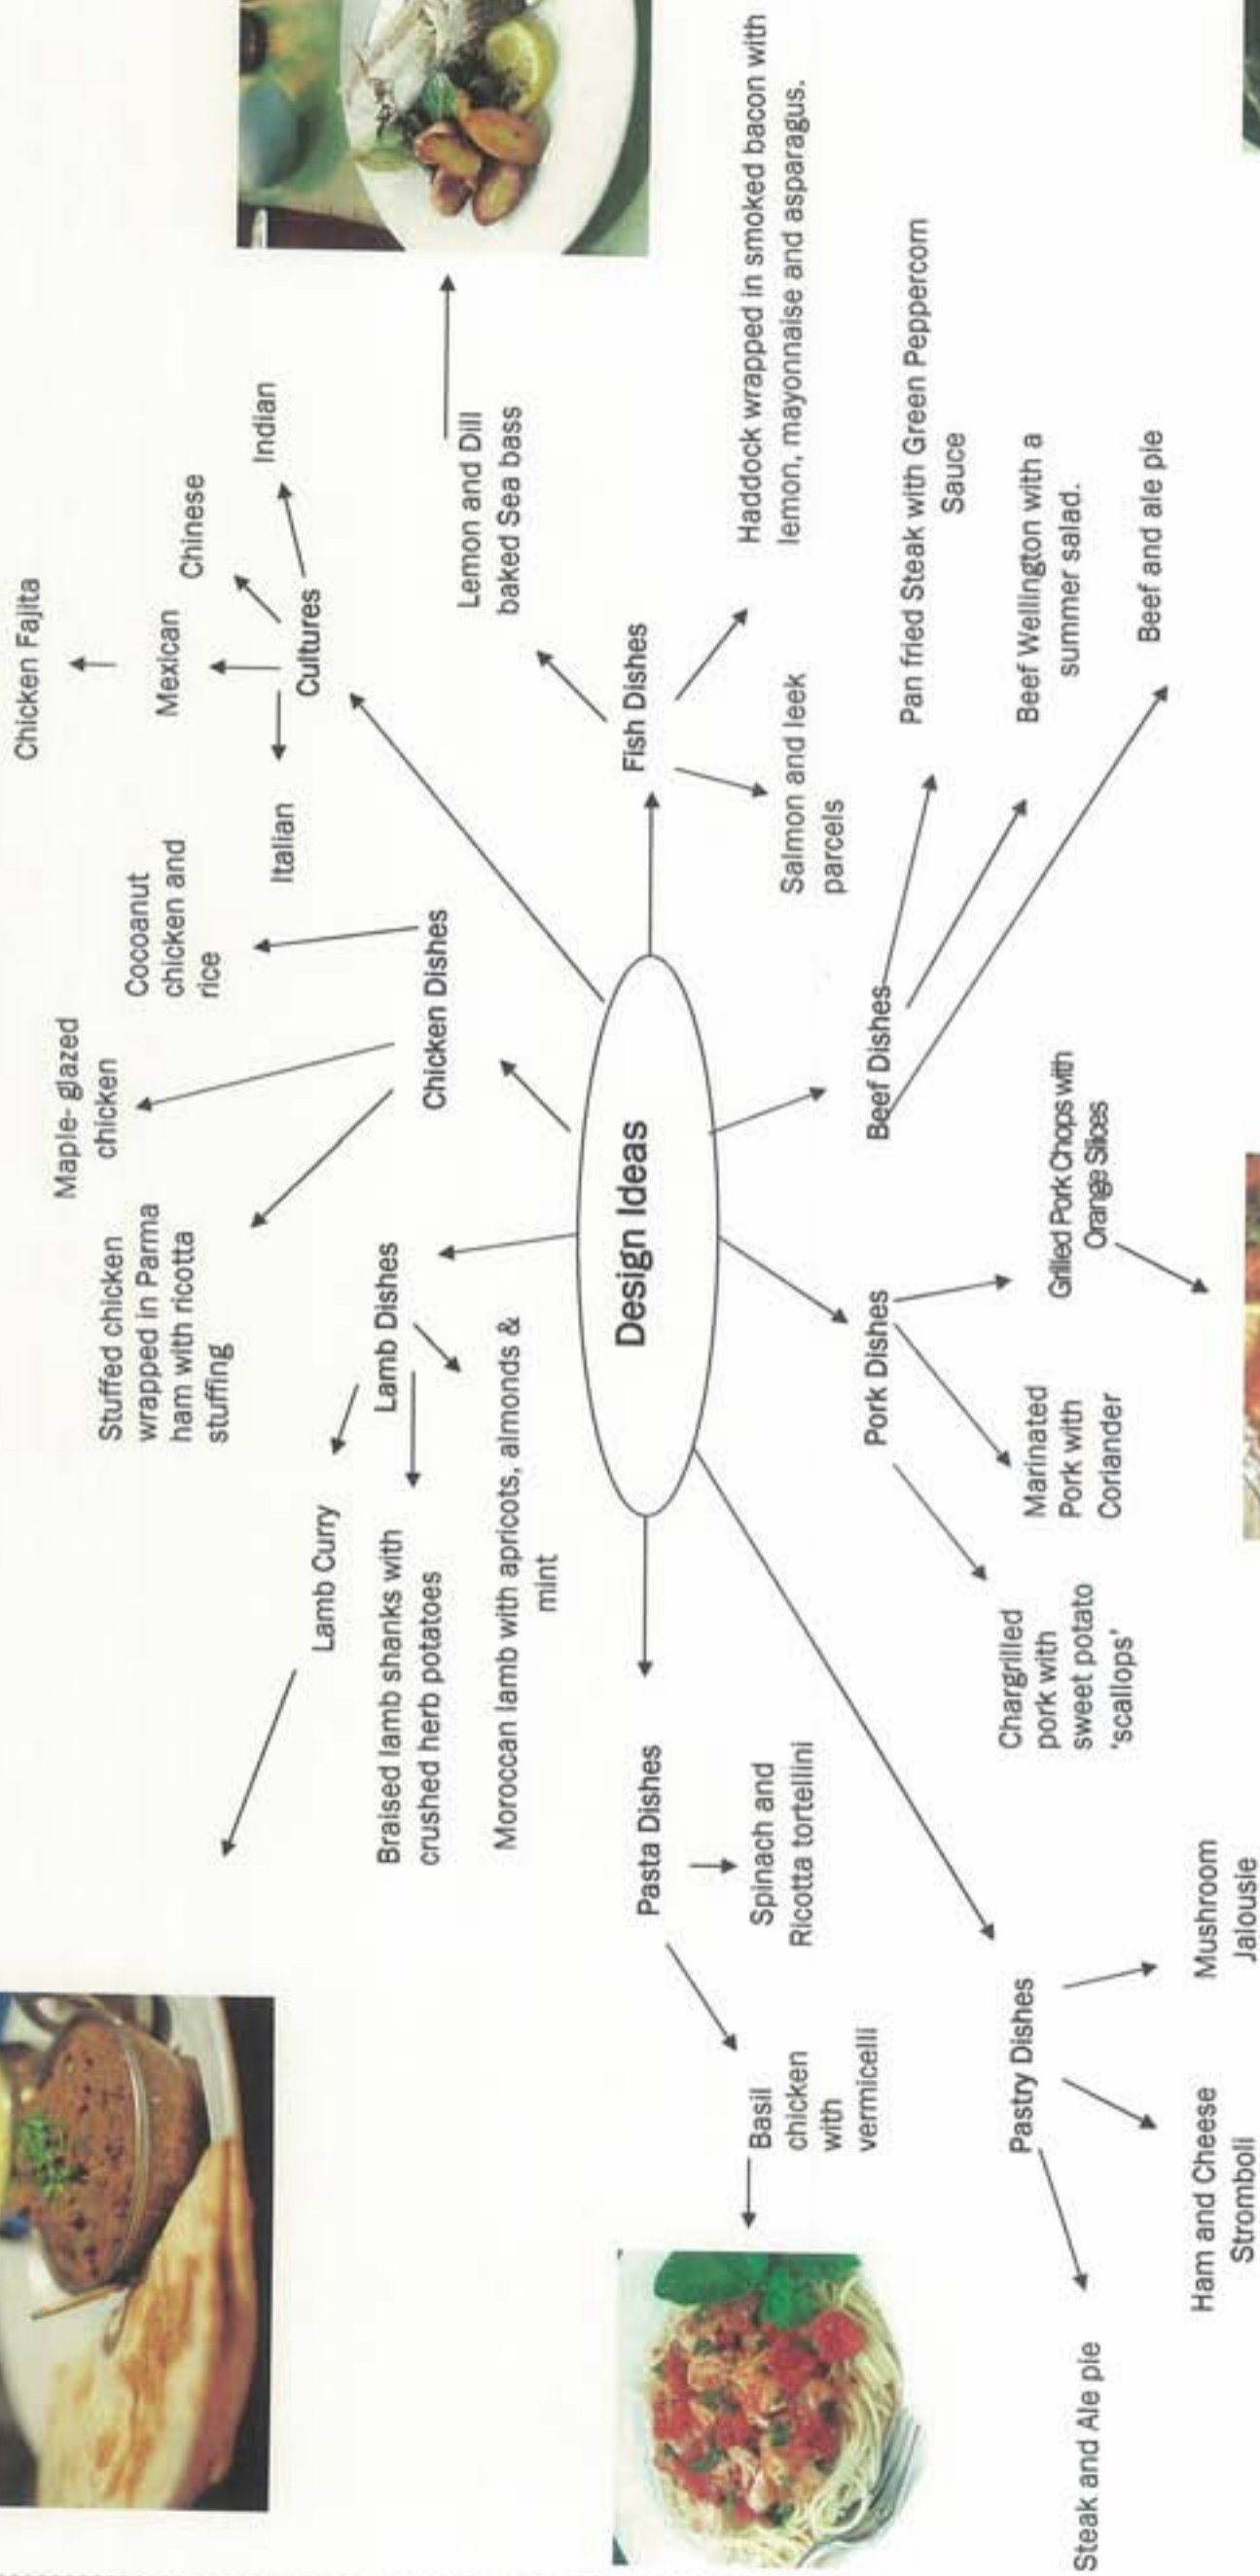 Chicken Fajita
Maple- glazed
chicken
Stuffed chicken
wrapped in Parma
ham with ricotta
stuffing
Cocoanut
chicken and
rice
Mexican
Chinese
Indian
Italian
Cultures
Lamb Curry
Lamb Dishes
Chicken Dishes
Braised lamb shanks with
crushed herb potatoes
Lemon and Dill
baked Sea bass
Moroccan lamb with apricots, almonds &
mint
Design Ideas
Fish Dishes
Pasta Dishes
Haddock wrapped in smoked bacon with
lemon, mayonnaise and asparagus.
Spinach and
Ricotta tortellini
Basil
chicken
with
vermicelli
Salmon and leek
parcels
Pork Dishes
Beef Dishes
Pan fried Steak with Green Peppercorn
Sauce
Chargrilled
pork with
sweet potato
'scallops'
Marinated
Pork with
Coriander
Grilled Pork Chops with
Orange Slices
Beef Wellington with a
summer salad.
Pastry Dishes
Steak and Ale pie
Beef and ale pie
Ham and Cheese
Stromboli
Mushroom
Jalousie